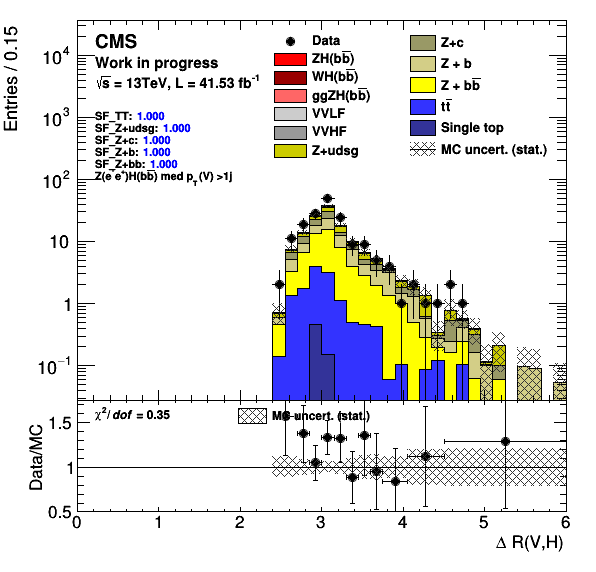 CMS
Work in progress
√s = 13TeV, L = 41.53 fb⁻¹
SF_TT: 1.000
SF_Z+udsg: 1.000
SF_Z+c: 1.000
SF_Z+b: 1.000
SF_Z+bb: 1.000
Z(e⁻e⁺)H(bb̅) med p_T(V) >1j
Data
ZH(bb̅)
WH(bb̅)
ggZH(bb̅)
VVLF
VVHF
Z+udsg
Z+c
Z + b
Z + bb̅
tt̅
Single top
MC uncert. (stat.)
Entries / 0.15
10⁴
10³
10²
10
1
10⁻¹
χ²/dof = 0.35
MC uncert. (stat.)
Data/MC
1.5
1
0.5
0 1 2 3 4 5 6
Δ R(V,H)